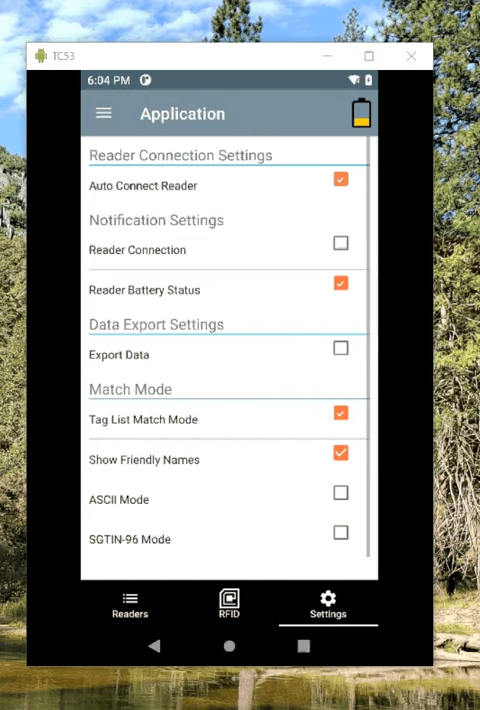 TC53
6:04 PM
Application
Reader Connection Settings
Auto Connect Reader
Notification Settings
Reader Connection
Reader Battery Status
Data Export Settings
Export Data
Match Mode
Tag List Match Mode
Show Friendly Names
ASCII Mode
SGTIN-96 Mode
Readers
RFID
Settings